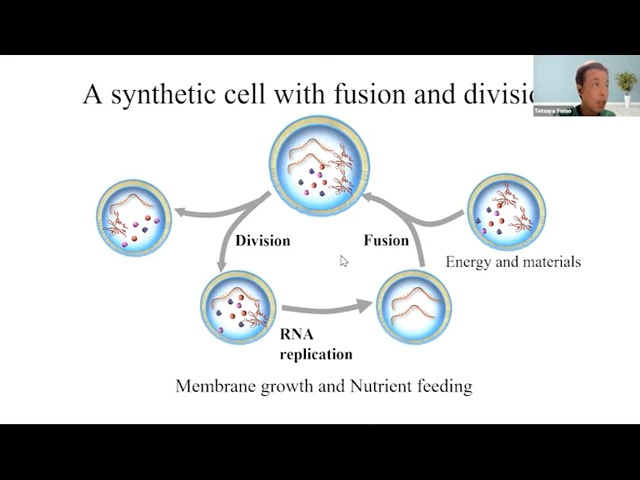 A synthetic cell with fusion and divisio
Tetsuya Yomo
Division
Fusion
Energy and materials
RNA
replication
Membrane growth and Nutrient feeding